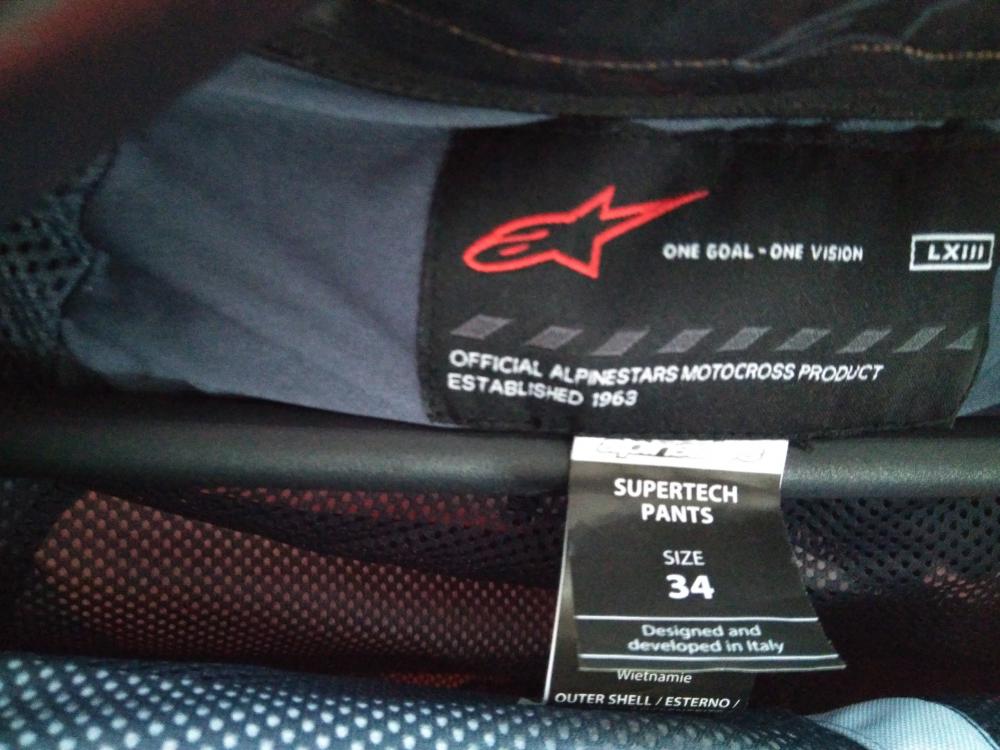 ONE GOAL - ONE VISION
LXIII
OFFICIAL ALPINESTARS MOTOCROSS PRODUCT
ESTABLISHED 1963
SUPERTECH
PANTS
SIZE
34
Designed and
developed in Italy
Wietnamie
OUTER SHELL / ESTERNO /